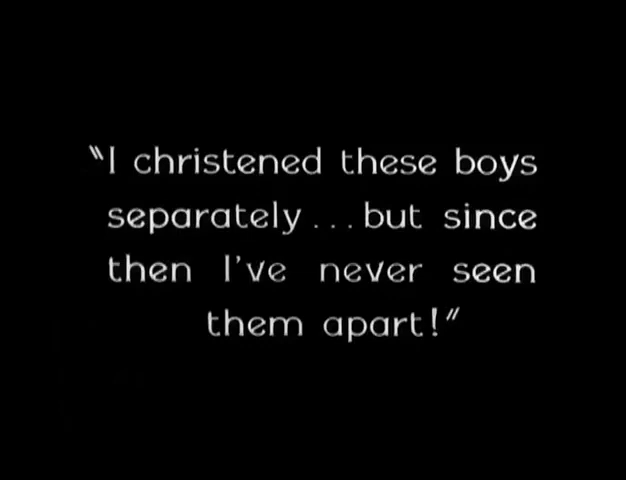 "I christened these boys
separately...but since
then I've never seen
them apart!"